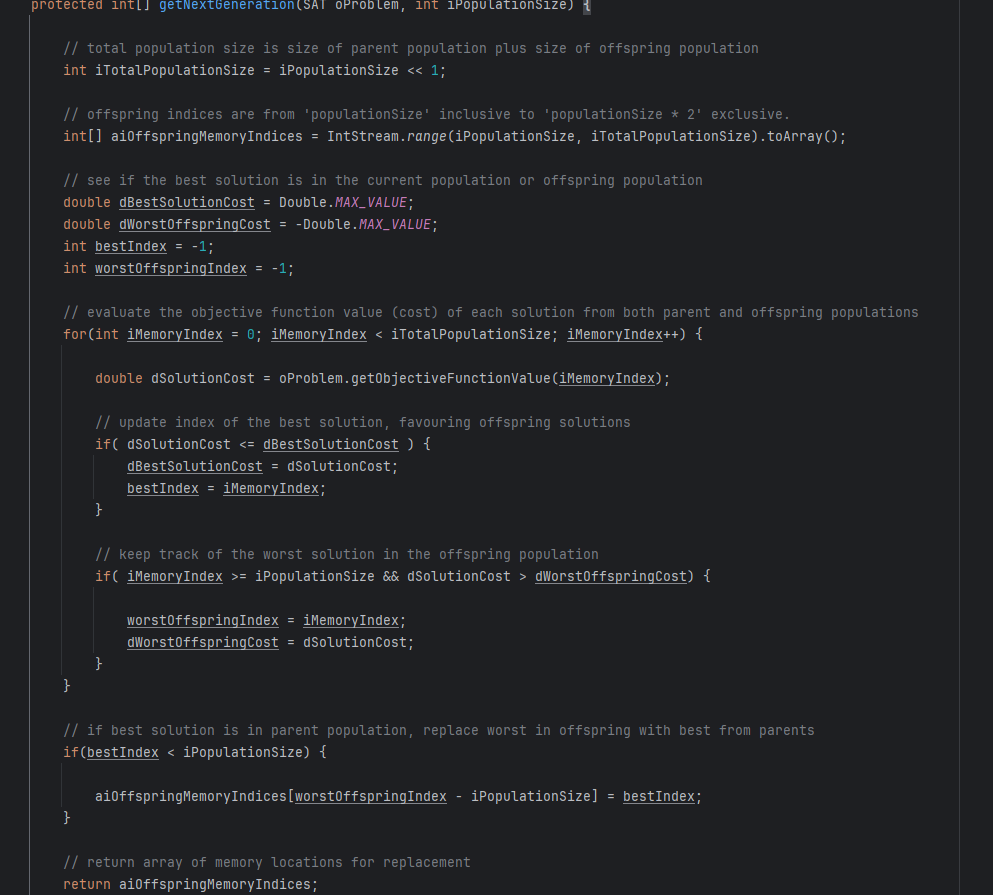 protected int[] getNextGeneration(SAT oProblem, int iPopulationSize) {
// total population size is size of parent population plus size of offspring population
int iTotalPopulationSize = iPopulationSize << 1;
// offspring indices are from 'populationSize' inclusive to 'populationSize * 2' exclusive.
int[] aiOffspringMemoryIndices = IntStream.range(iPopulationSize, iTotalPopulationSize).toArray();
// see if the best solution is in the current population or offspring population
double dBestSolutionCost = Double.MAX_VALUE;
double dWorstOffspringCost = -Double.MAX_VALUE;
int bestIndex = -1;
int worstOffspringIndex = -1;
// evaluate the objective function value (cost) of each solution from both parent and offspring populations
for(int iMemoryIndex = 0; iMemoryIndex < iTotalPopulationSize; iMemoryIndex++) {
double dSolutionCost = oProblem.getObjectiveFunctionValue(iMemoryIndex);
// update index of the best solution, favouring offspring solutions
if( dSolutionCost <= dBestSolutionCost ) {
dBestSolutionCost = dSolutionCost;
bestIndex = iMemoryIndex;
}
// keep track of the worst solution in the offspring population
if( iMemoryIndex >= iPopulationSize && dSolutionCost > dWorstOffspringCost) {
worstOffspringIndex = iMemoryIndex;
dWorstOffspringCost = dSolutionCost;
}
}
// if best solution is in parent population, replace worst in offspring with best from parents
if(bestIndex < iPopulationSize) {
aiOffspringMemoryIndices[worstOffspringIndex - iPopulationSize] = bestIndex;
}
// return array of memory locations for replacement
return aiOffspringMemoryIndices;